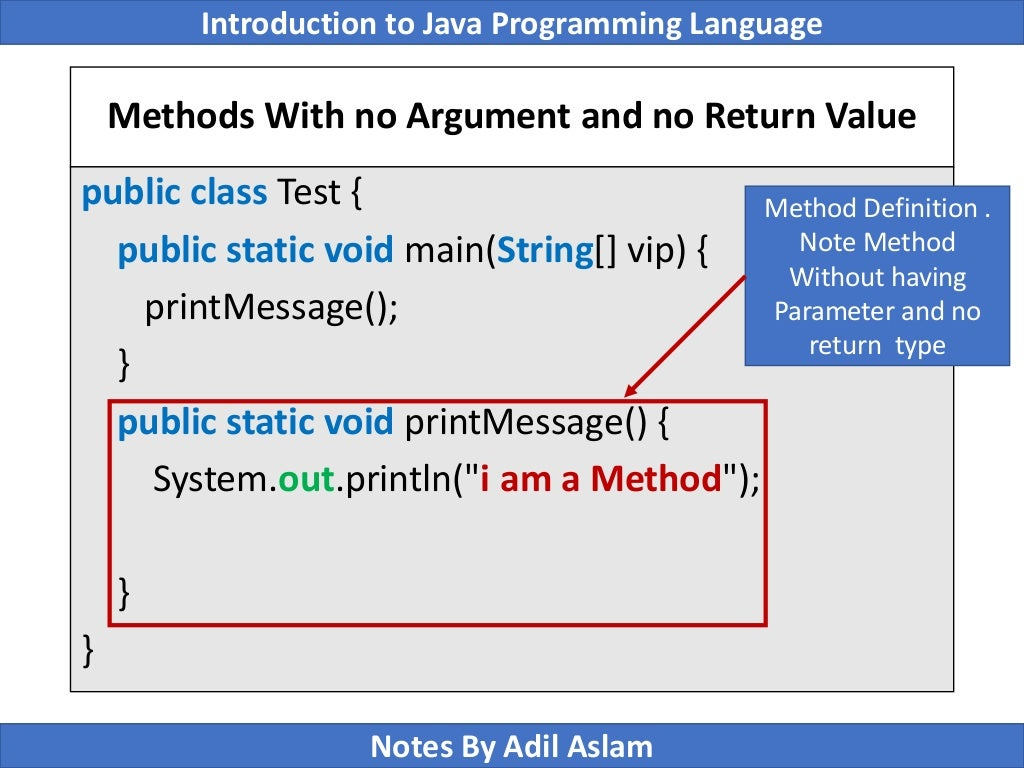 Introduction to Java Programming Language
Methods With no Argument and no Return Value
public class Test {
public static void main(String[] vip) {
printMessage();
}
public static void printMessage() {
System.out.println("i am a Method");
}
}
Method Definition .
Note Method
Without having
Parameter and no
return type
Notes By Adil Aslam